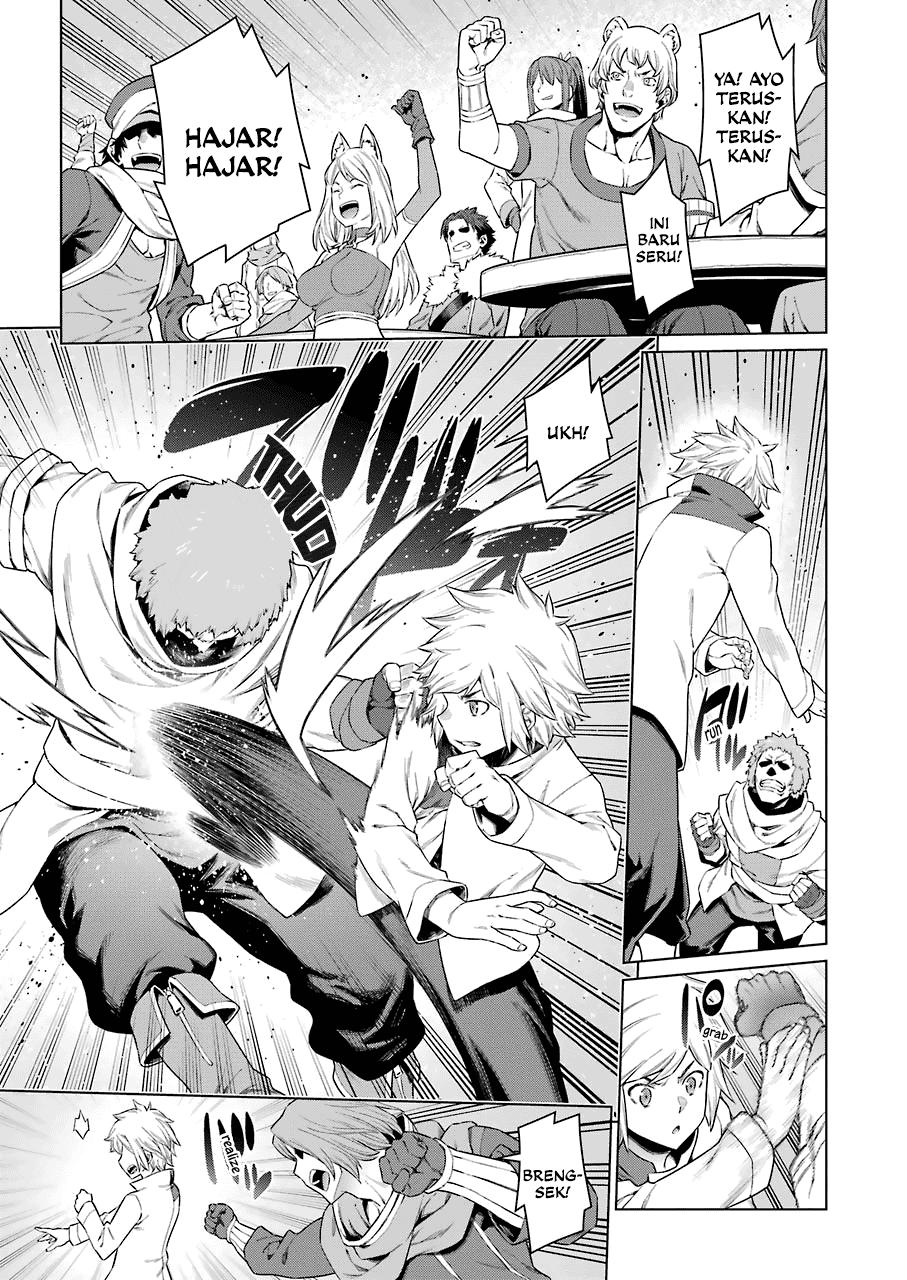 YA! AYO
TERUS-
KAN!
TERUS-
KAN!
INI
BARU
SERU!
HAJAR!
HAJAR!
run
UKH!
THUD
grab
BRENG-
SEK!
realize